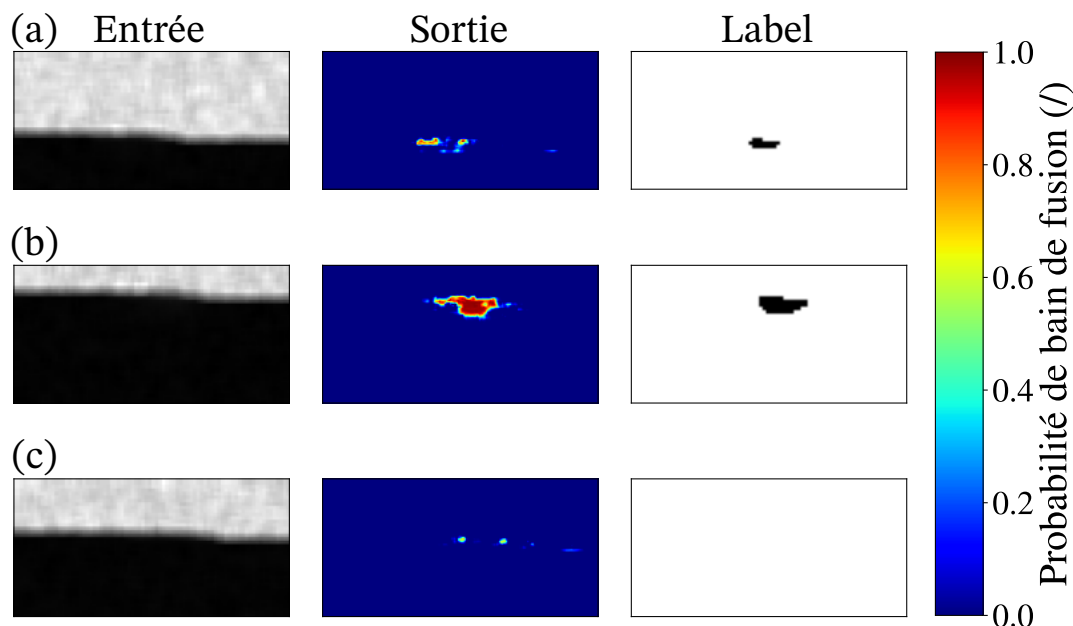 (a) Entrée Sortie Label
(b)
(c)
1.0
0.8
0.6
0.4
0.2
0.0
Probabilité de bain de fusion (/)